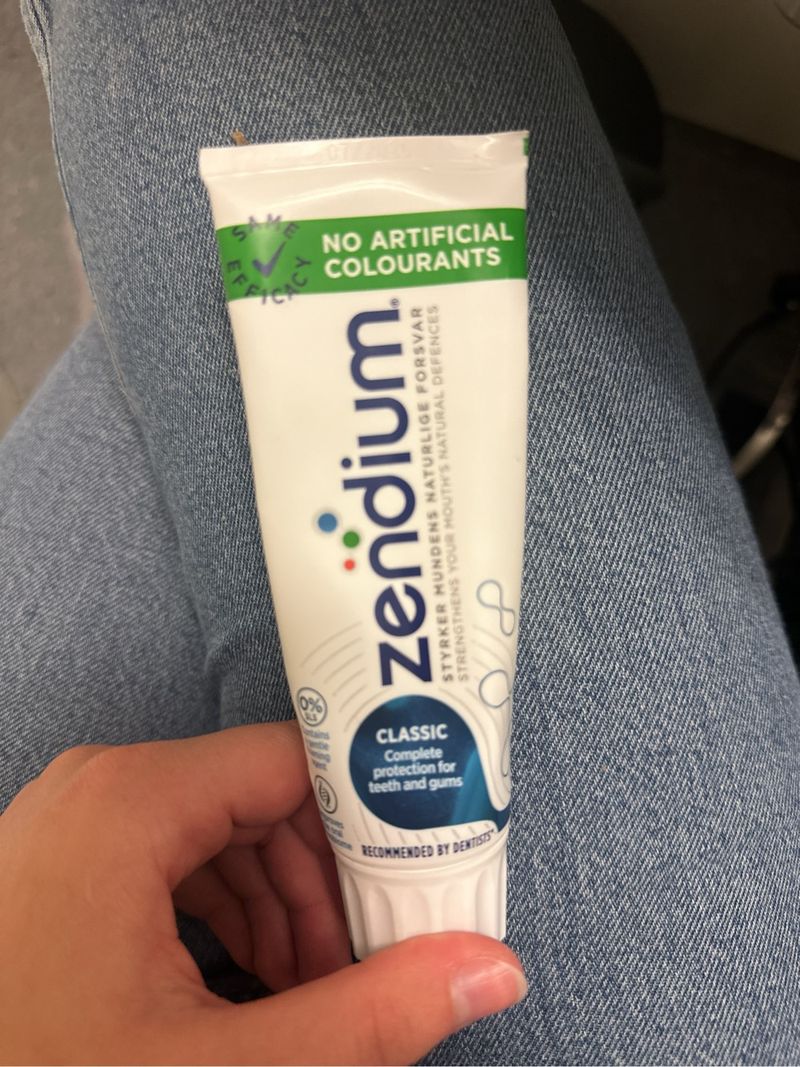 SAME
EFFICACY
NO ARTIFICIAL
COLOURANTS
zendium®
STYRKER MUNDENS NATURLIGE FORSVAR
STRENGTHENS YOUR MOUTH'S NATURAL DEFENCES
0%
SLS
CLASSIC
Complete
protection for
teeth and gums
RECOMMENDED BY DENTISTS*